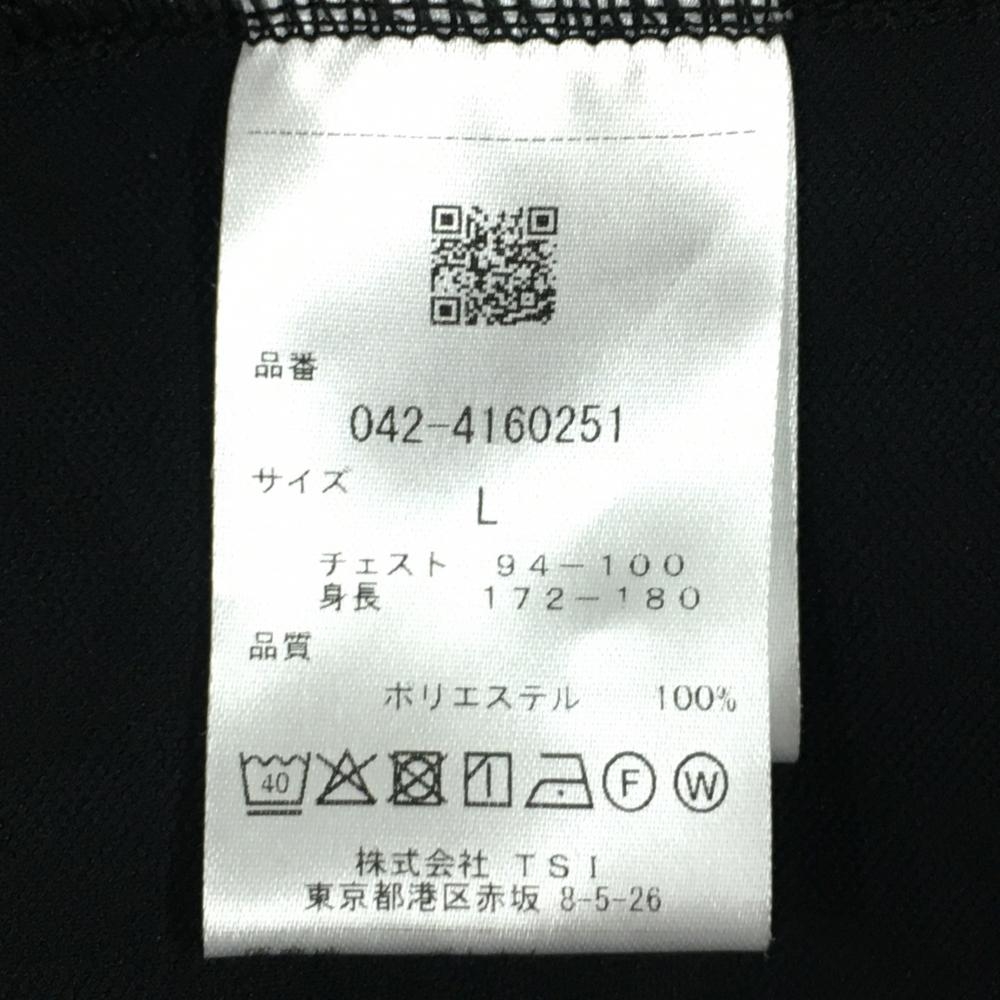 品番
042-4160251
サイズ
L
チェスト 94-100
身長 172-180
品質
ポリエステル 100%
40 F W
株式会社 TSI
東京都港区赤坂 8-5-26